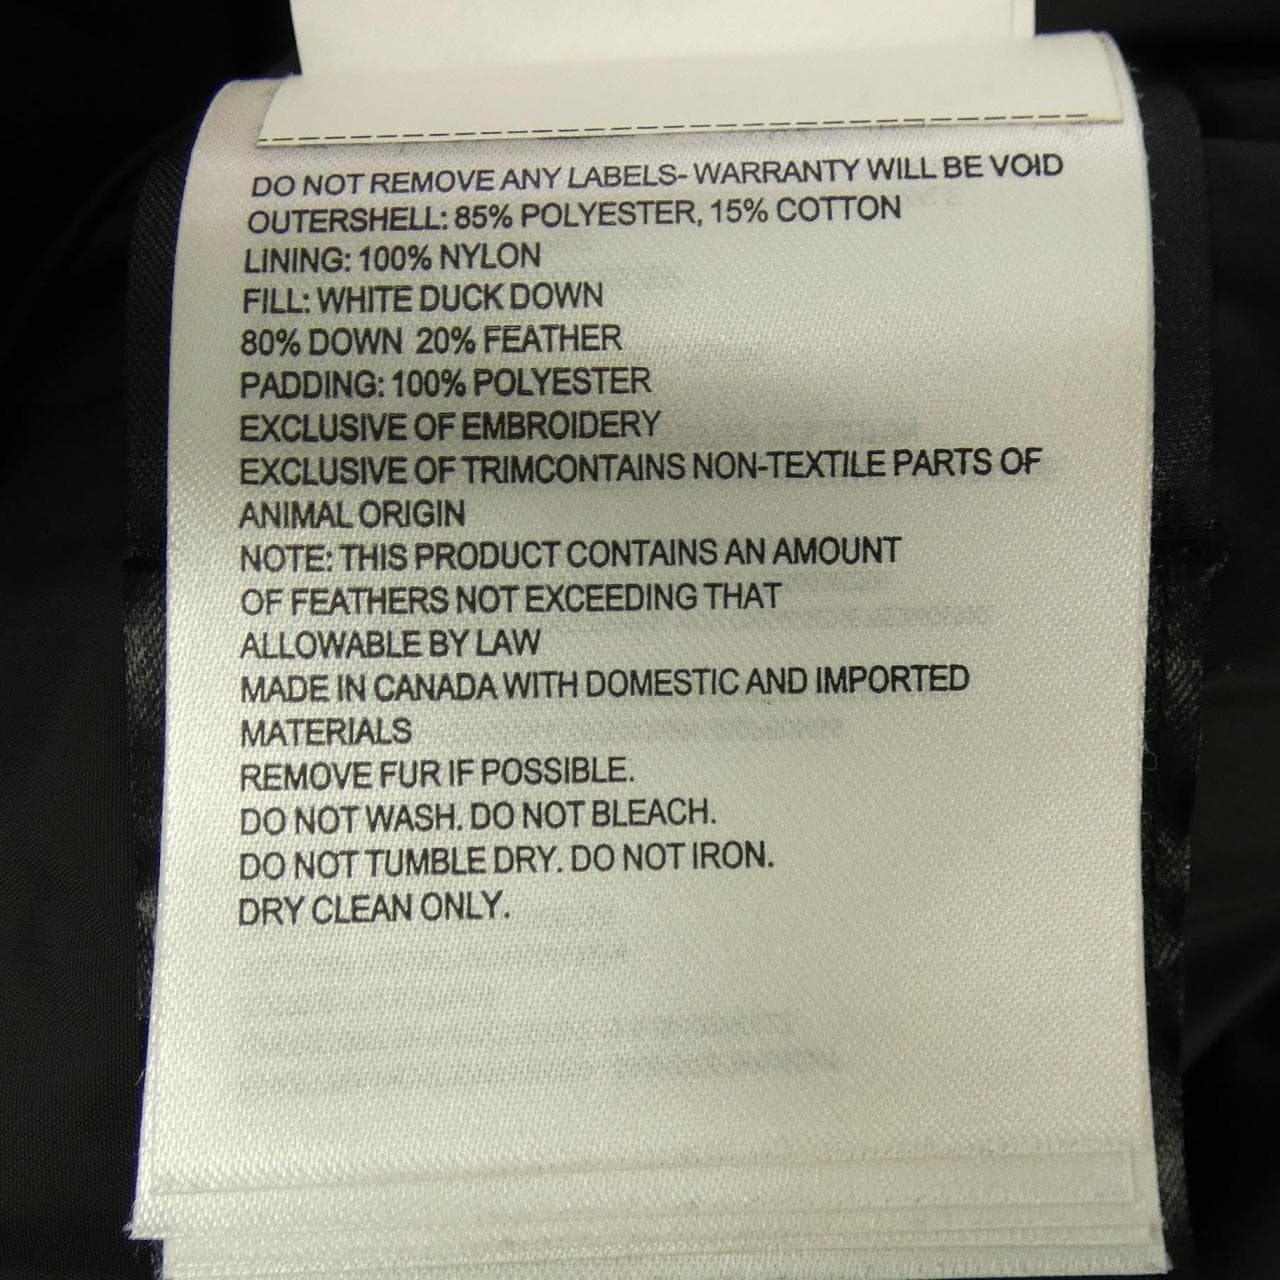 DO NOT REMOVE ANY LABELS- WARRANTY WILL BE VOID
OUTERSHELL: 85% POLYESTER, 15% COTTON
LINING: 100% NYLON
FILL: WHITE DUCK DOWN
80% DOWN 20% FEATHER
PADDING: 100% POLYESTER
EXCLUSIVE OF EMBROIDERY
EXCLUSIVE OF TRIMCONTAINS NON-TEXTILE PARTS OF
ANIMAL ORIGIN
NOTE: THIS PRODUCT CONTAINS AN AMOUNT
OF FEATHERS NOT EXCEEDING THAT
ALLOWABLE BY LAW
MADE IN CANADA WITH DOMESTIC AND IMPORTED
MATERIALS
REMOVE FUR IF POSSIBLE.
DO NOT WASH. DO NOT BLEACH.
DO NOT TUMBLE DRY. DO NOT IRON.
DRY CLEAN ONLY.